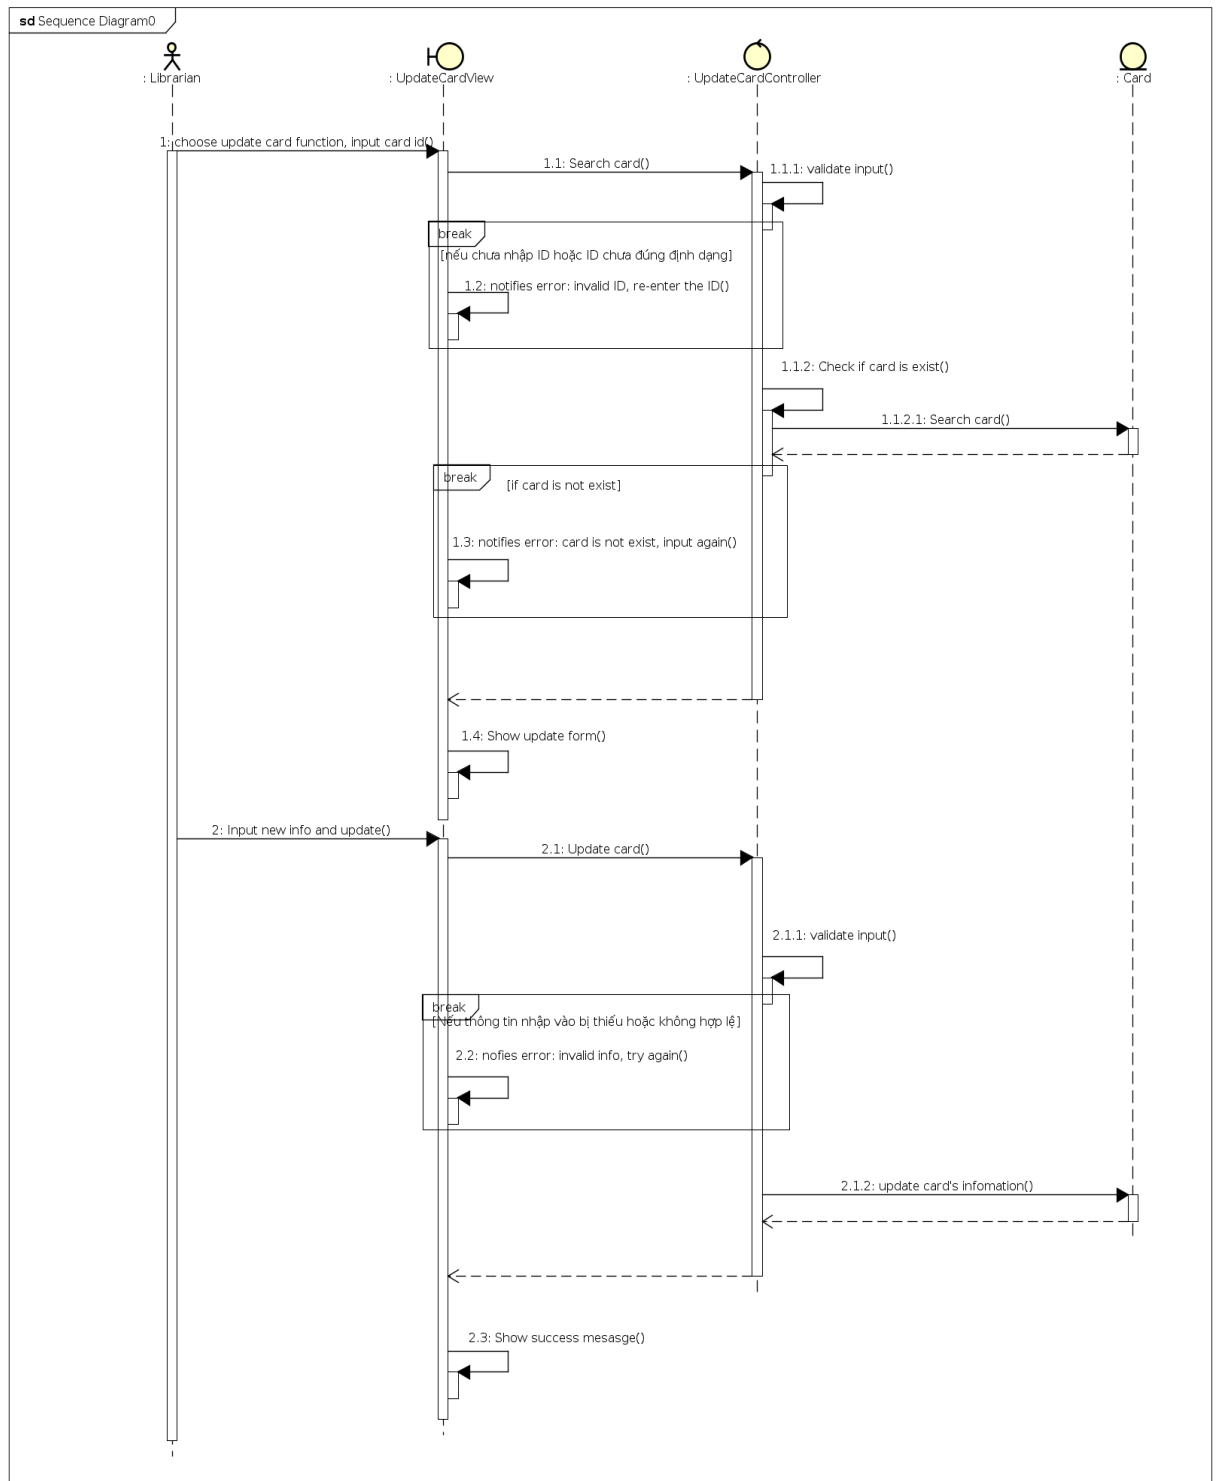 sd Sequence Diagram0
: Librarian
: UpdateCardView
: UpdateCardController
: Card
1: choose update card function, input card id()
1.1: Search card()
1.1.1: validate input()
break
[nếu chưa nhập ID hoặc ID chưa đúng định dạng]
1.2: notifies error: invalid ID, re-enter the ID()
1.1.2: Check if card is exist()
1.1.2.1: Search card()
break
[if card is not exist]
1.3: notifies error: card is not exist, input again()
1.4: Show update form()
2: Input new info and update()
2.1: Update card()
2.1.1: validate input()
break
[Nếu thông tin nhập vào bị thiếu hoặc không hợp lệ]
2.2: nofies error: invalid info, try again()
2.1.2: update card's infomation()
2.3: Show success mesasge()